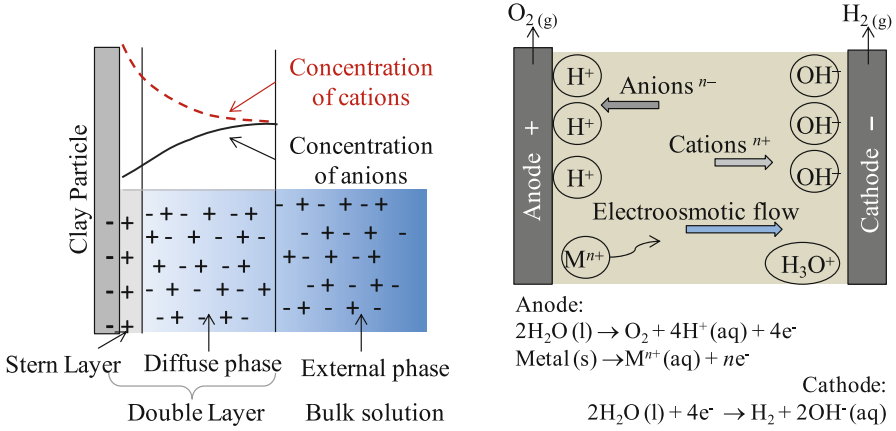 Concentration
of cations
Concentration
of anions
Clay Particle
- + - + - + -
- + - + - + - +
+ - + - + -
- + + - + - +
+ - + - + -
- + - + - +
+ - + - + - + -
- + - + - + -
- + - + + -
- + - + -
- + - + - +
Stern Layer
Diffuse phase
External phase
Double Layer
Bulk solution
O2 (g)
H2 (g)
Anode +
Cathode −
H+
H+
H+
Anions n−
Cations n+
Electroosmotic flow
Mn+
OH−
OH−
OH−
H3O+
Anode:
2H2O (l) → O2 + 4H+ (aq) + 4e-
Metal (s) →Mn+ (aq) + ne-
Cathode:
2H2O (l) + 4e- → H2 + 2OH- (aq)